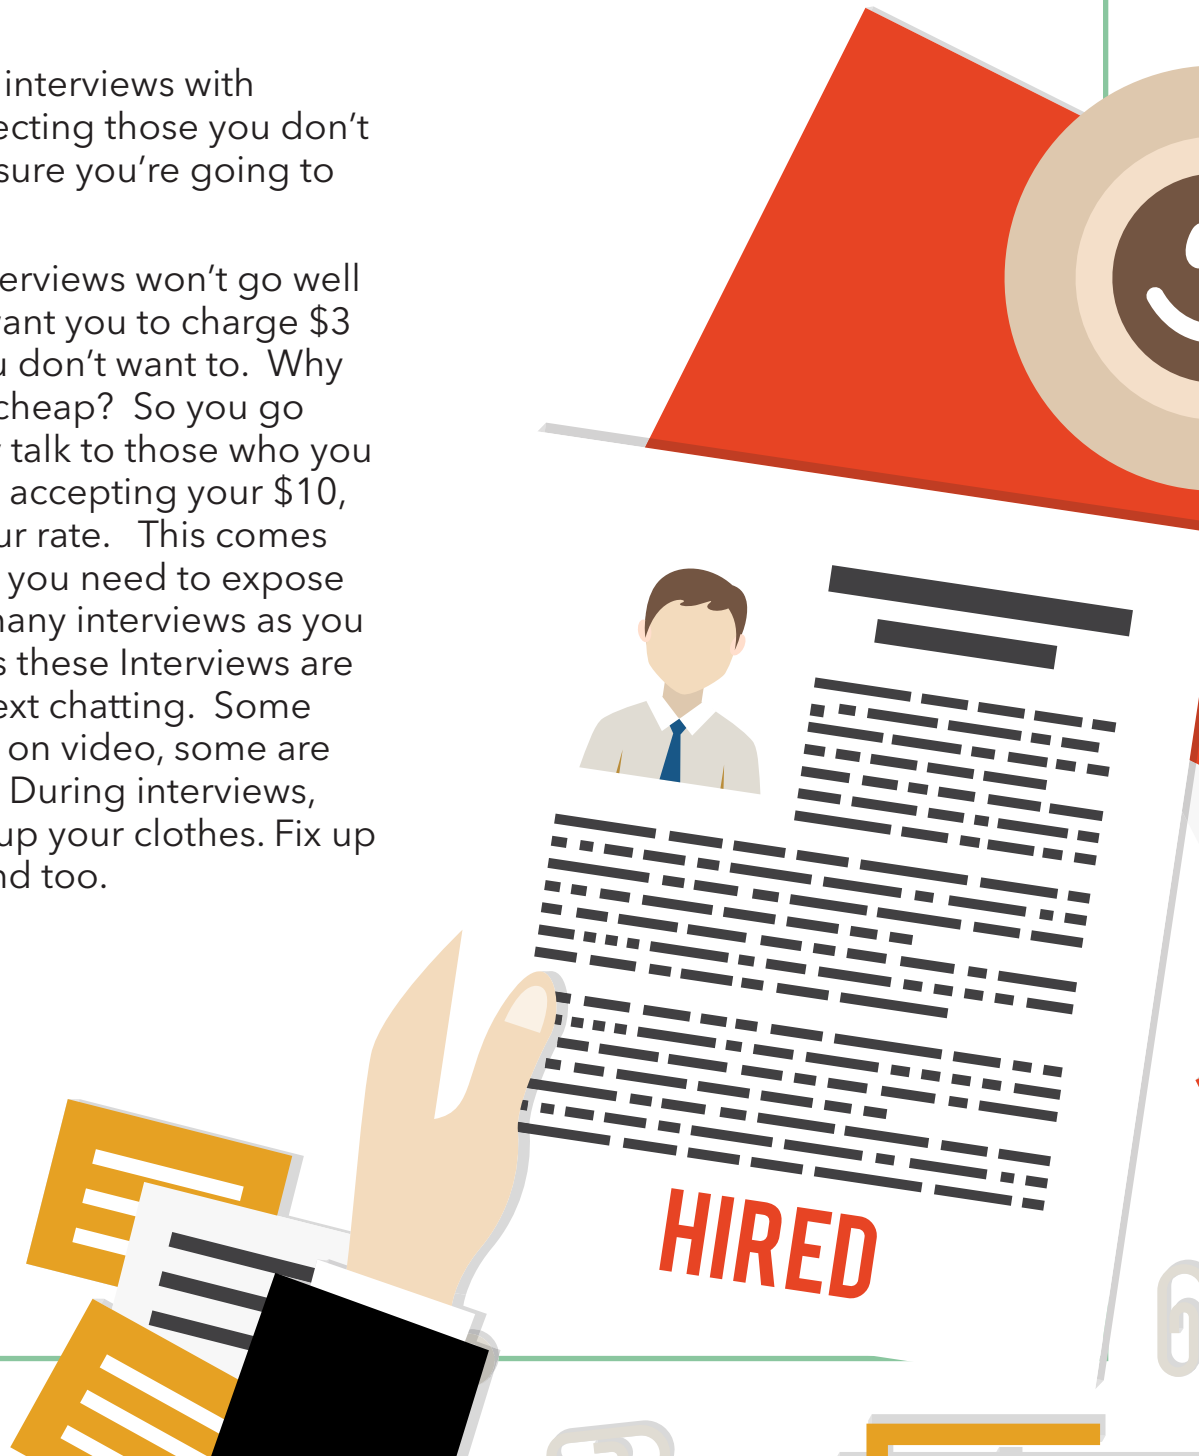 interviews with
ecting those you don't
sure you're going to
erviews won't go well
ant you to charge $3
u don't want to. Why
cheap? So you go
talk to those who you
accepting your $10,
ur rate. This comes
you need to expose
many interviews as you
s these Interviews are
ext chatting. Some
on video, some are
During interviews,
up your clothes. Fix up
nd too.
HIRED